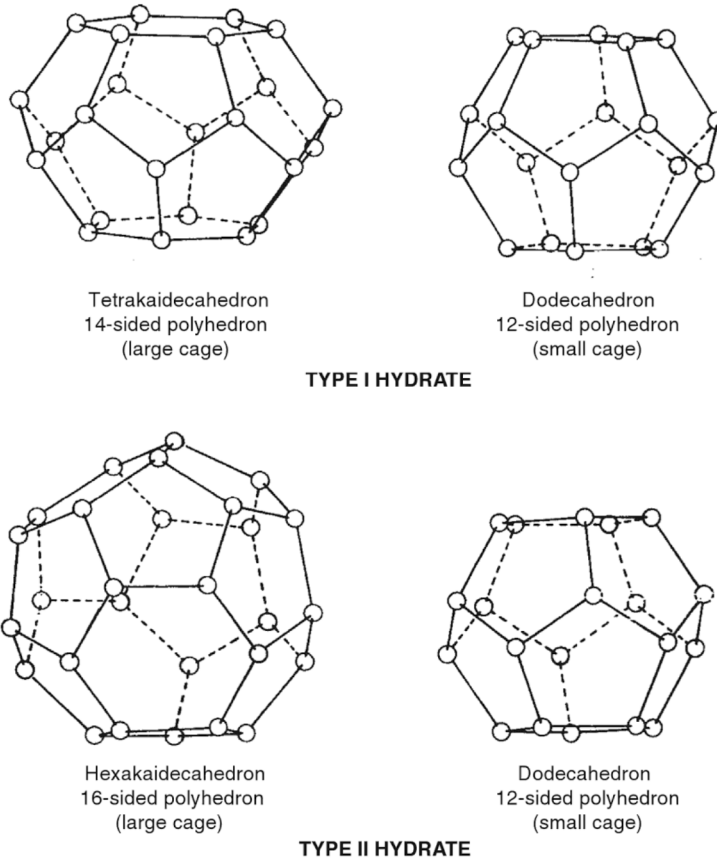 Tetrakaidecahedron
14-sided polyhedron
(large cage)
Dodecahedron
12-sided polyhedron
(small cage)
TYPE I HYDRATE
Hexakaidecahedron
16-sided polyhedron
(large cage)
Dodecahedron
12-sided polyhedron
(small cage)
TYPE II HYDRATE